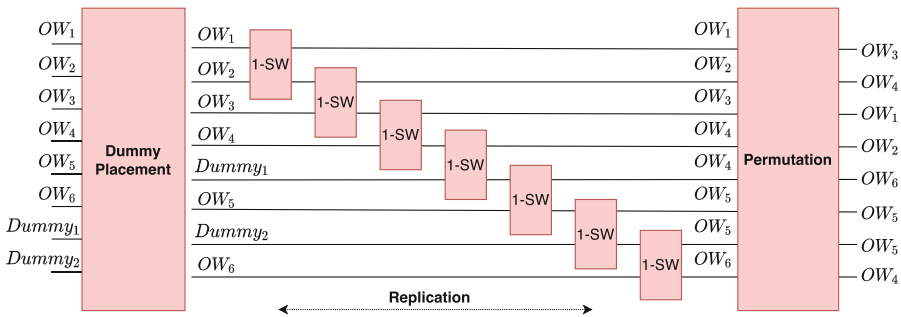 OW₁
OW₂
OW₃
OW₄
OW₅
OW₆
Dummy₁
Dummy₂
Dummy
Placement
OW₁
OW₂
OW₃
OW₄
Dummy₁
OW₅
Dummy₂
OW₆
1-SW
1-SW
1-SW
1-SW
1-SW
1-SW
1-SW
Replication
OW₁
OW₂
OW₃
OW₄
OW₄
OW₅
OW₅
OW₆
Permutation
OW₃
OW₄
OW₁
OW₂
OW₆
OW₅
OW₅
OW₄